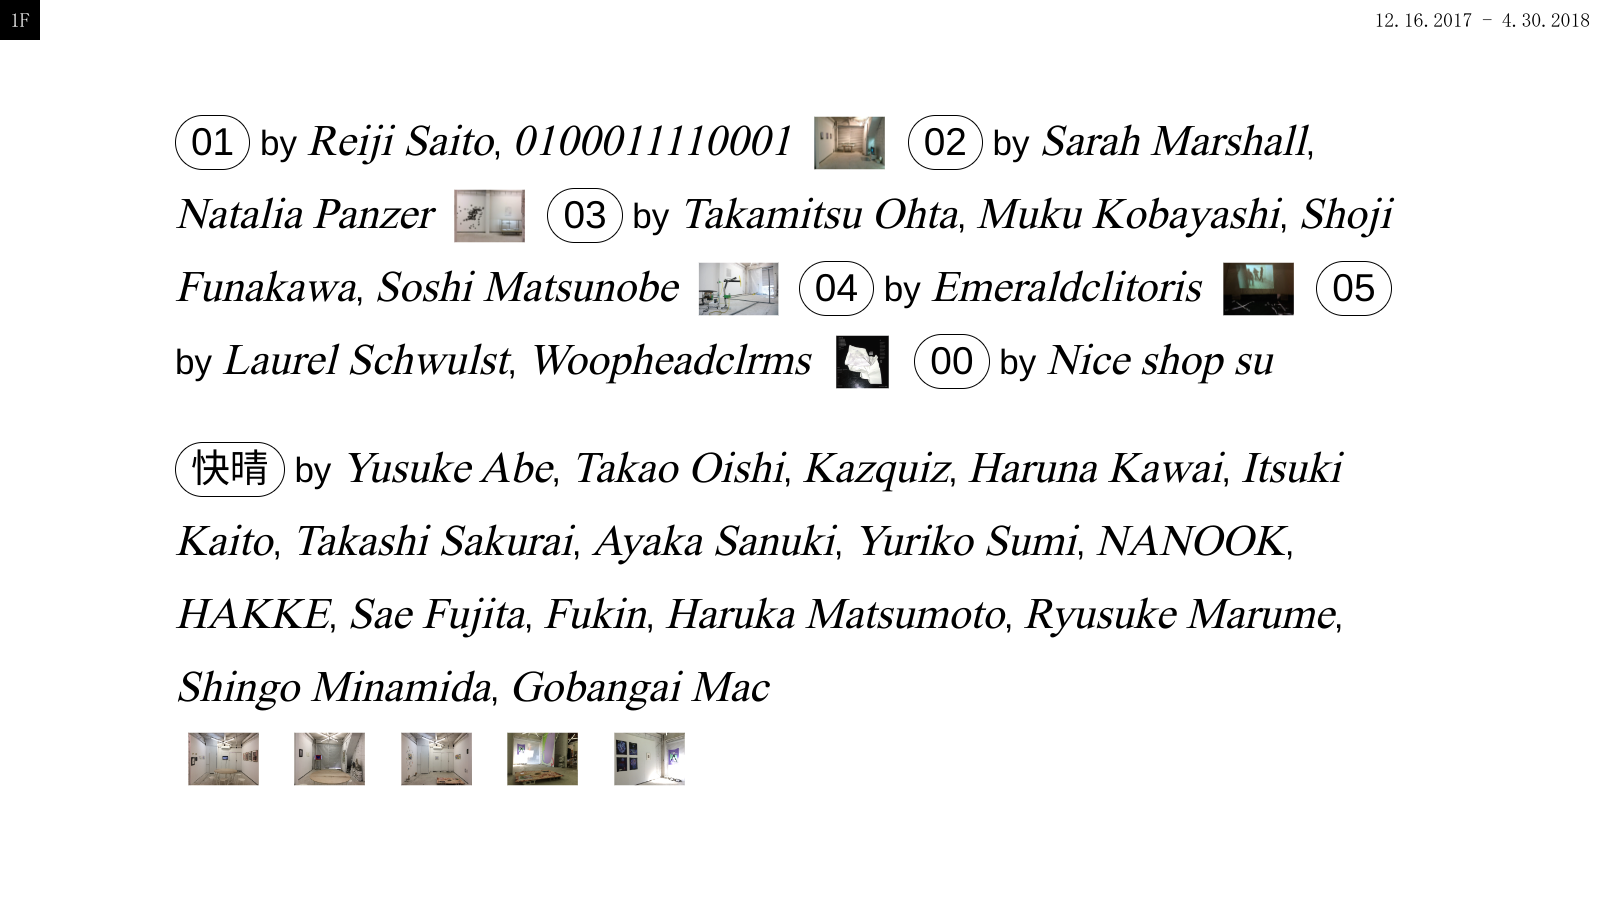 1F
12.16.2017 - 4.30.2018
01 by Reiji Saito, 0100011110001 02 by Sarah Marshall,
Natalia Panzer 03 by Takamitsu Ohta, Muku Kobayashi, Shoji
Funakawa, Soshi Matsunobe 04 by Emeraldclitoris 05
by Laurel Schwulst, Woopheadclrms 00 by Nice shop su
快晴 by Yusuke Abe, Takao Oishi, Kazquiz, Haruna Kawai, Itsuki
Kaito, Takashi Sakurai, Ayaka Sanuki, Yuriko Sumi, NANOOK,
HAKKE, Sae Fujita, Fukin, Haruka Matsumoto, Ryusuke Marume,
Shingo Minamida, Gobangai Mac